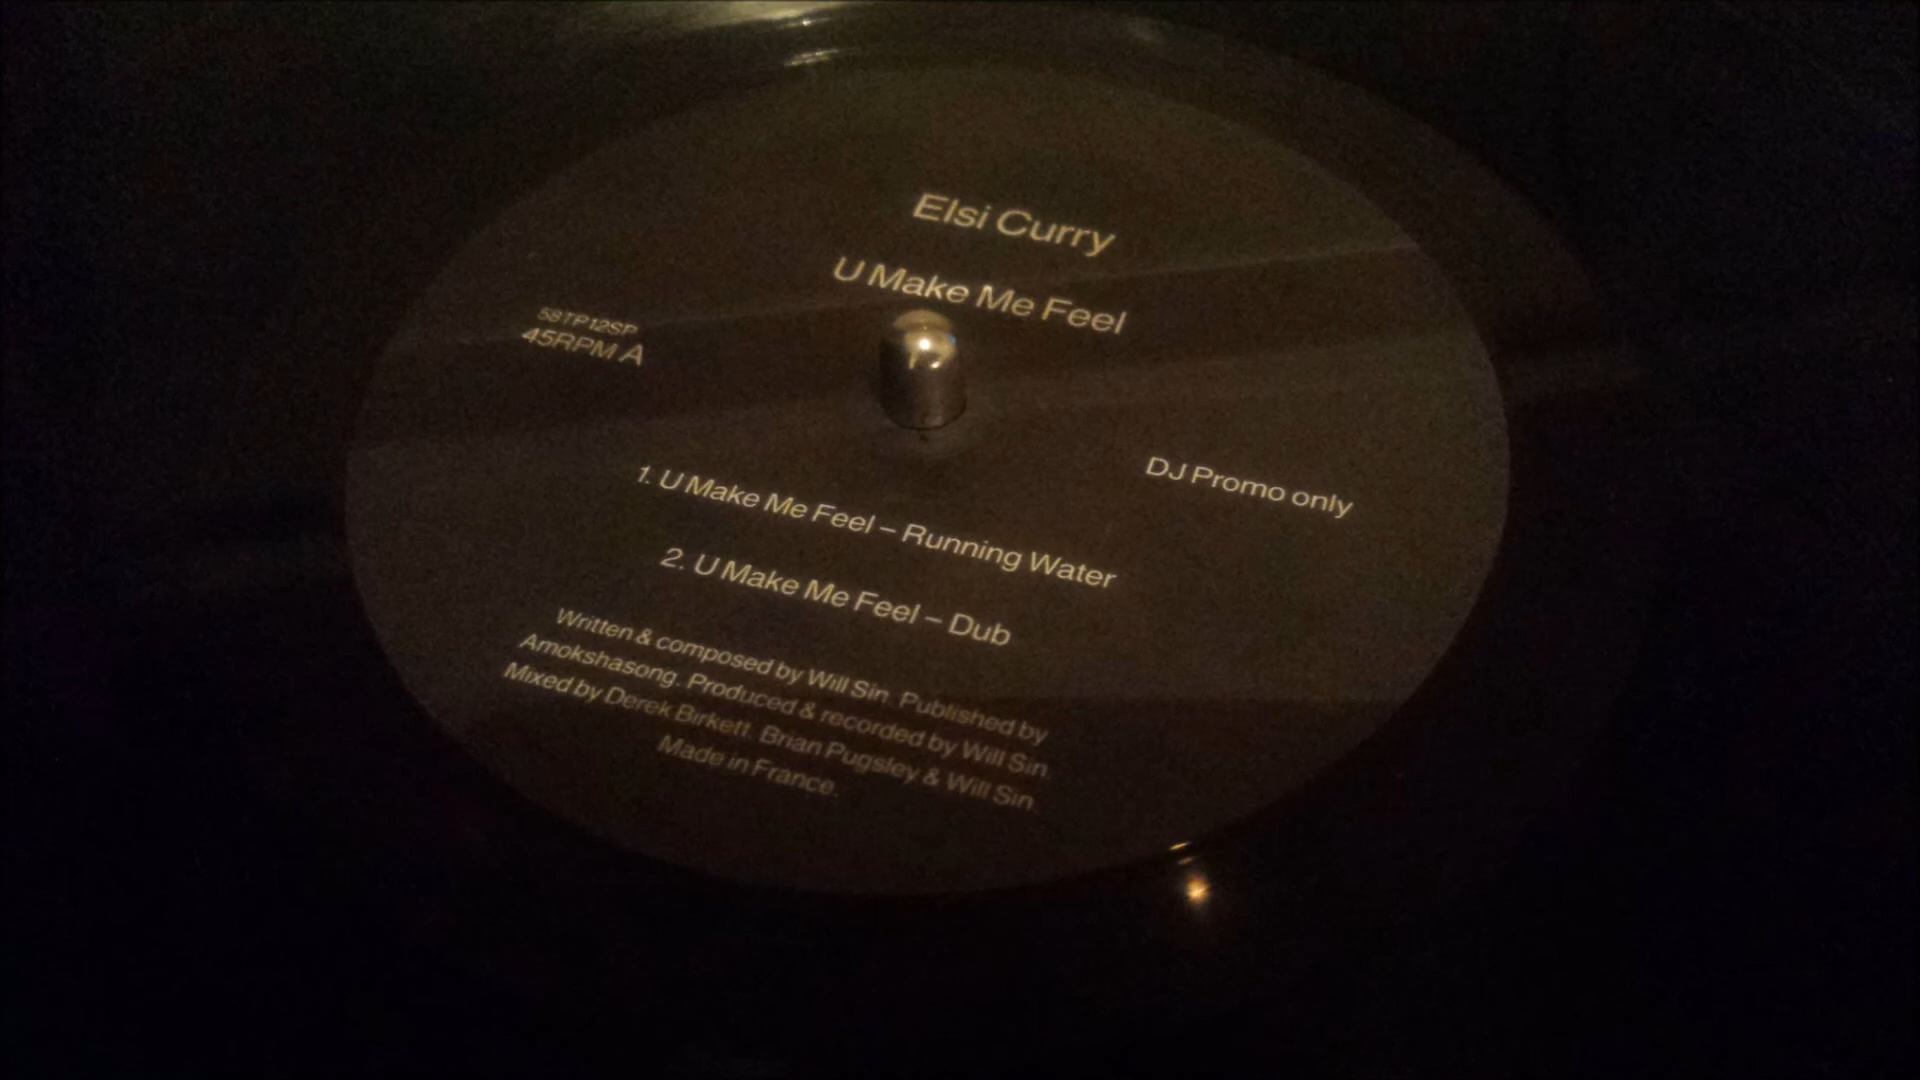 Elsi Curry
U Make Me Feel
58TP12SP
45RPM A
DJ Promo only
1. U Make Me Feel – Running Water
2. U Make Me Feel – Dub
Written & composed by Will Sin. Published by
Amokshasong. Produced & recorded by Will Sin.
Mixed by Derek Birkett. Brian Pugsley & Will Sin.
Made in France.